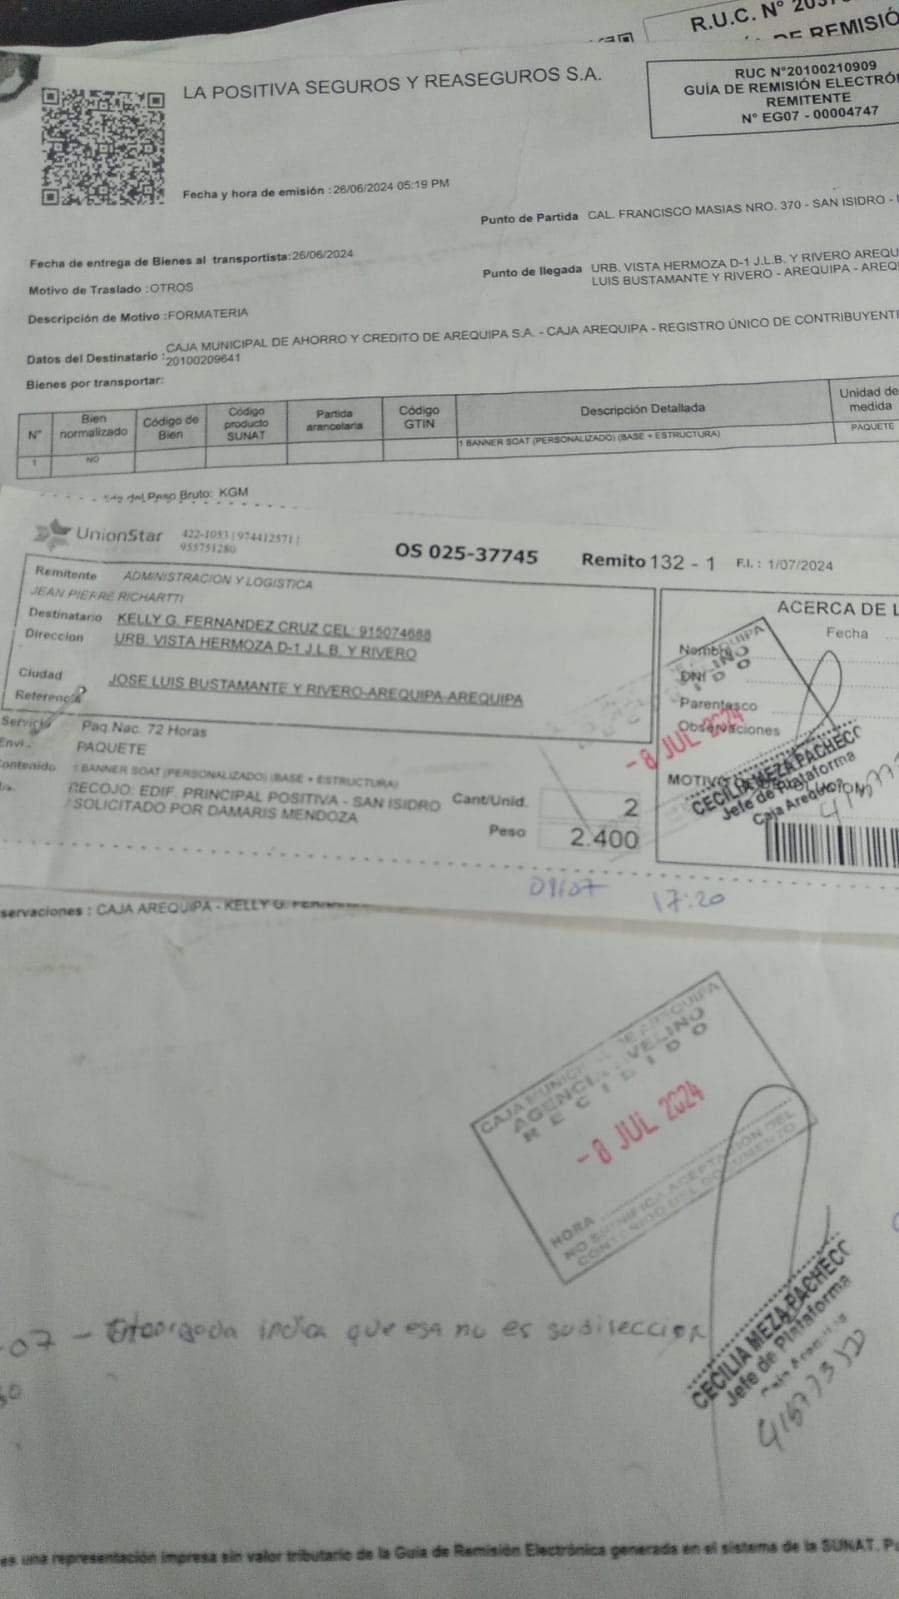 R.U.C. N°
DE REMISIÓ
LA POSITIVA SEGUROS Y REASEGUROS S.A.
RUC N°20100210909
GUÍA DE REMISIÓN ELECTRÓ
REMITENTE
N° EG07 - 00004747
Fecha y hora de emisión : 26/06/2024 05:19 PM
Punto de Partida CAL. FRANCISCO MASIAS NRO. 370 - SAN ISIDRO -
Fecha de entrega de Bienes al transportista:26/06/2024
Punto de llegada URB. VISTA HERMOZA D-1 J.L.B. Y RIVERO AREQU
LUIS BUSTAMANTE Y RIVERO - AREQUIPA - AREQ
Motivo de Traslado :OTROS
Descripción de Motivo :FORMATERIA
Datos del Destinatario : CAJA MUNICIPAL DE AHORRO Y CREDITO DE AREQUIPA S.A. - CAJA AREQUIPA - REGISTRO ÚNICO DE CONTRIBUYENTE
20100209641
Bienes por transportar:
N° Bien normalizado Código de Bien Código producto SUNAT Partida arancelaria Código GTIN Descripción Detallada Unidad de medida
1 NO 1 BANNER SOAT (PERSONALIZADO) (BASE + ESTRUCTURA) PAQUETE
del Peso Bruto: KGM
UnionStar 422-1053 | 974412571 |
955751280
OS 025-37745 Remito 132 - 1 F.I. : 1/07/2024
Remitente ADMINISTRACION Y LOGISTICA
JEAN PIERRE RICHARTTI
Destinatario KELLY G. FERNANDEZ CRUZ CEL: 915074688
Direccion URB. VISTA HERMOZA D-1 J.L.B. Y RIVERO
Ciudad JOSE LUIS BUSTAMANTE Y RIVERO-AREQUIPA-AREQUIPA
Referencia
Servicio Paq.Nac. 72 Horas
Envi. PAQUETE
Contenido 1 BANNER SOAT (PERSONALIZADO) (BASE + ESTRUCTURA)
RECOJO: EDIF. PRINCIPAL POSITIVA - SAN ISIDRO
/ SOLICITADO POR DAMARIS MENDOZA
Cant/Unid. 2
Peso 2.400
ACERCA DE L
Fecha
Nombre
DNI
Parentesco
Observaciones
- 8 JUL 2024
CECILIA MEZA PACHECO
Jefe de Plataforma
Caja Arequipa
09/07 17:20
servaciones : CAJA AREQUIPA - KELLY G.
CAJA MUNICIPAL DE AREQUIPA
AGENCIA AVELINO
RECIBIDO
- 8 JUL 2024
HORA
NO SIGNIFICA ACEPTACION DEL
CONTENIDO DEL DOCUMENTO
-07 - Encargada indica que esa no es su direccion
CECILIA MEZA PACHECO
Jefe de Plataforma
Caja Arequipa
es una representación impresa sin valor tributario de la Guía de Remisión Electrónica generada en el sistema de la SUNAT.